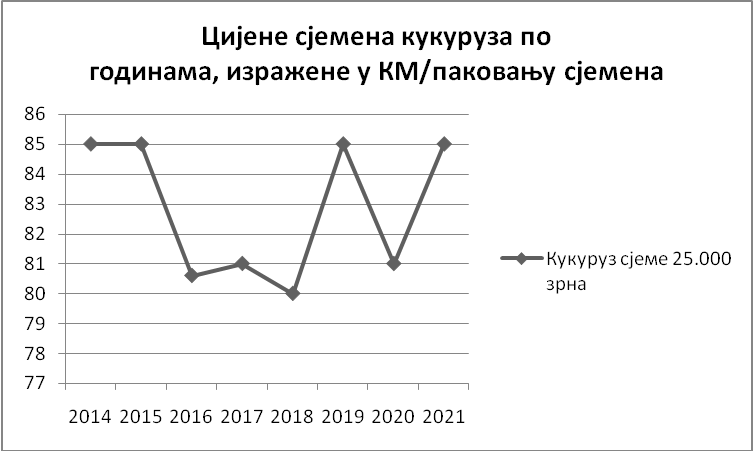 Цијене сјемена кукуруза по
годинама, изражене у КМ/паковању сјемена
86
85
84
83
82
81
80
79
78
77
2014 2015 2016 2017 2018 2019 2020 2021
Кукуруз сјеме 25.000
зрна